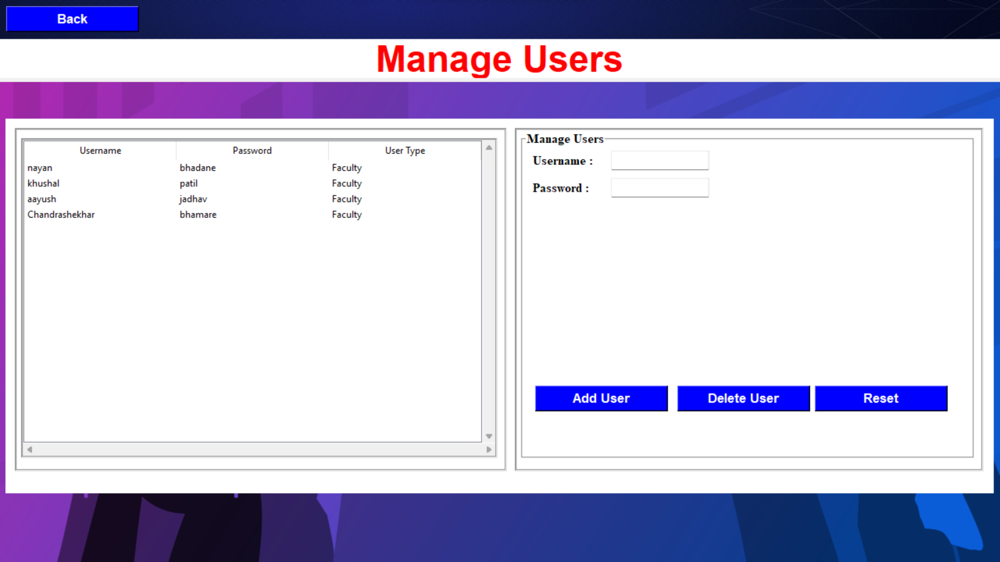 Back
Manage Users
Username Password User Type
nayan bhadane Faculty
khushal patil Faculty
aayush jadhav Faculty
Chandrashekhar bhamare Faculty
Manage Users
Username :
Password :
Add User Delete User Reset